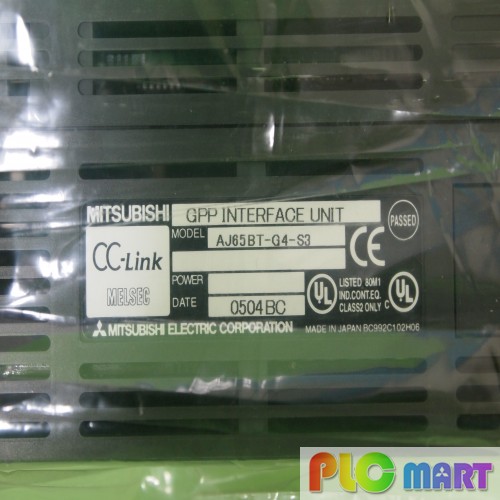 MITSUBISHI GPP INTERFACE UNIT
MODEL AJ65BT-G4-S3
PASSED
CC-Link
MELSEC
CE
POWER
DATE 0504BC
UL LISTED 80M1
IND.CONT.EQ.
CLASS2 ONLY C UL
MITSUBISHI ELECTRIC CORPORATION MADE IN JAPAN BC992C102H06
PLC MART